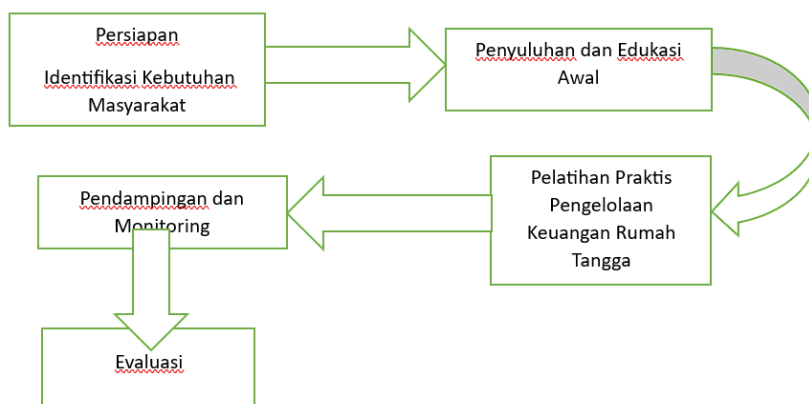 Persiapan
Identifikasi Kebutuhan
Masyarakat
Penyuluhan dan Edukasi
Awal
Pelatihan Praktis
Pengelolaan
Keuangan Rumah
Tangga
Pendampingan dan
Monitoring
Evaluasi